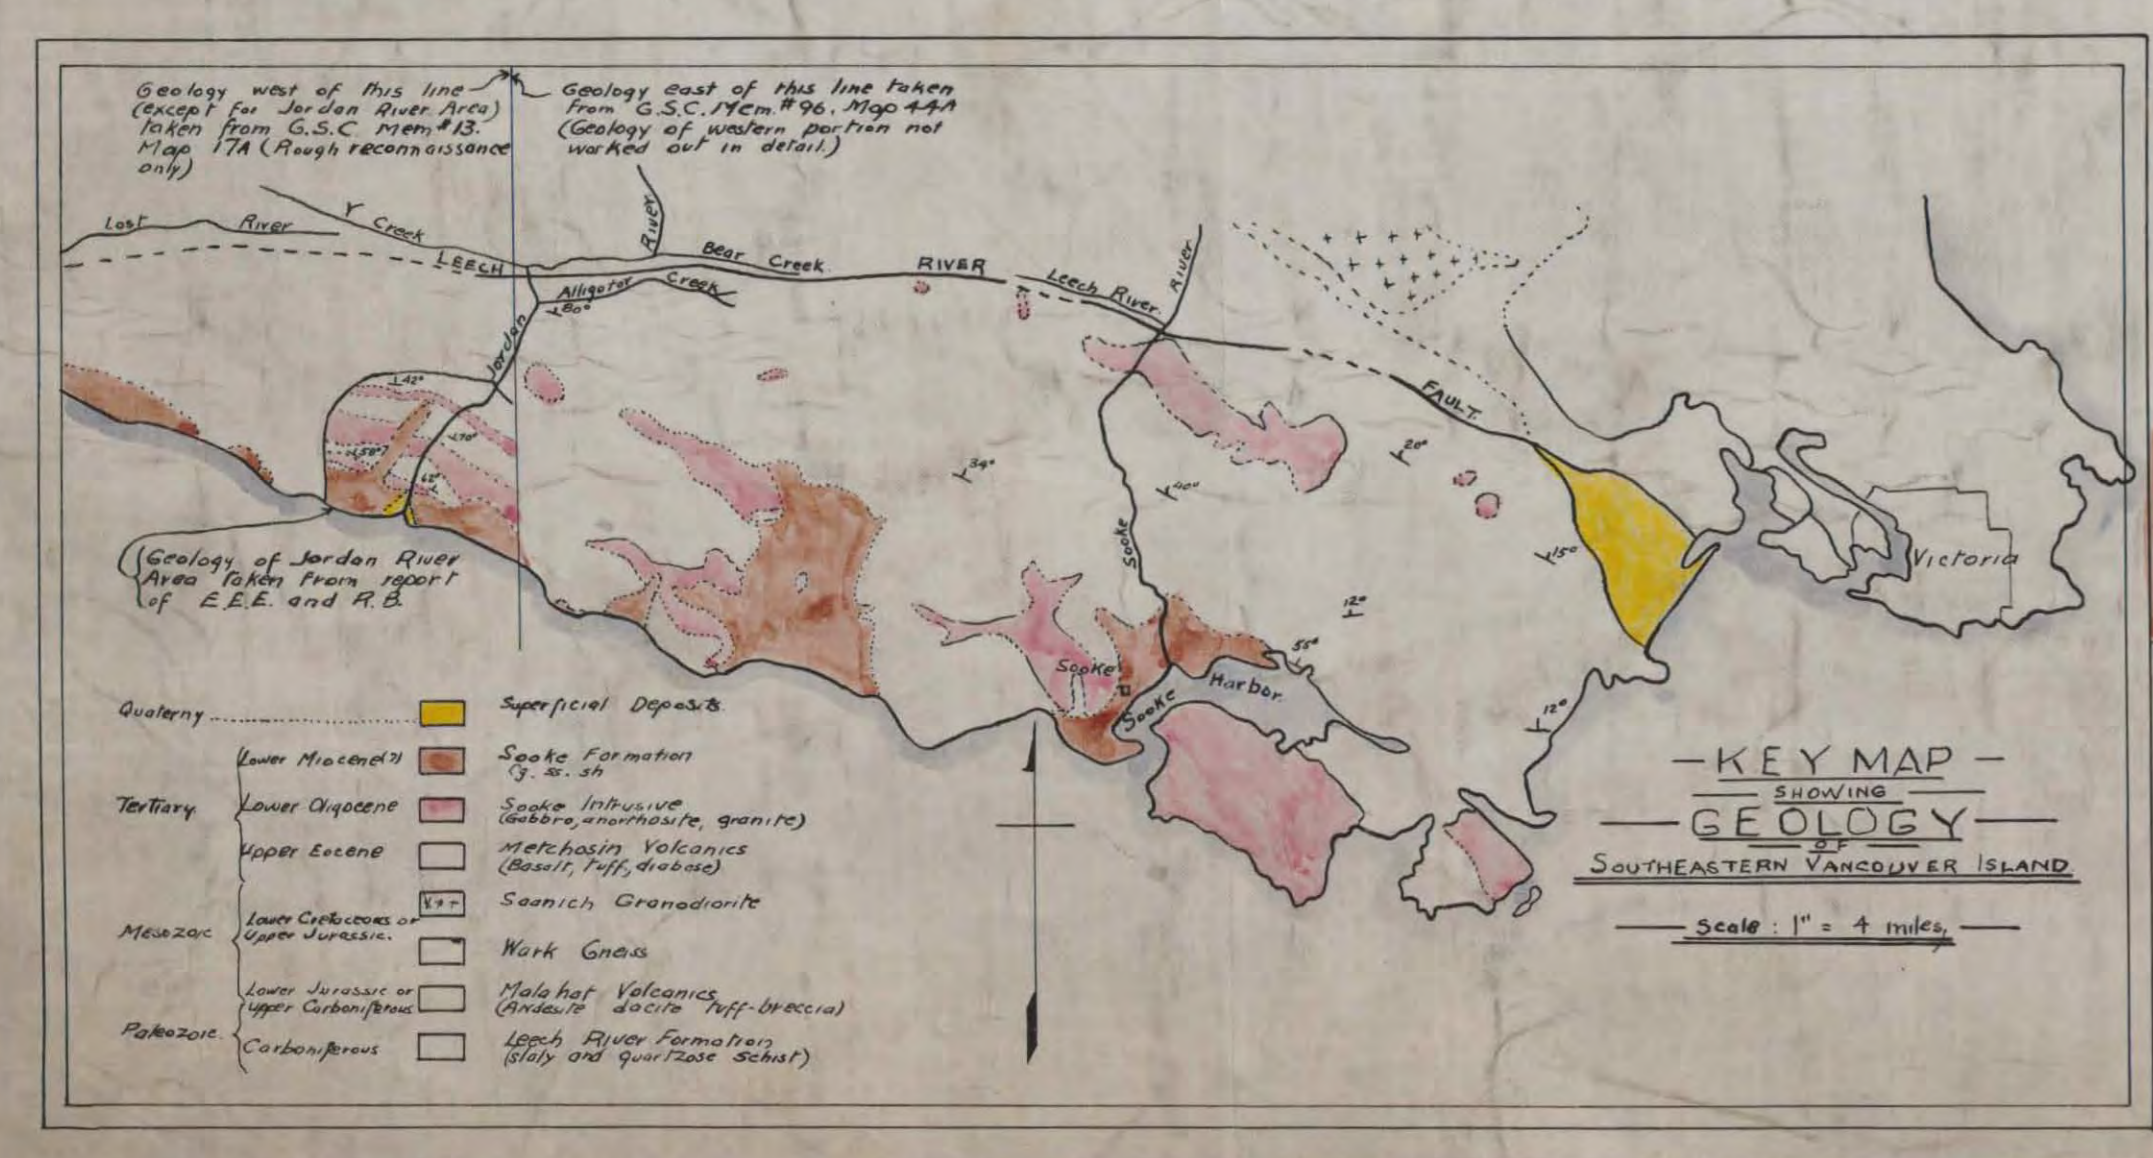 Geology west of this line
(except for Jordan River Area)
taken from G.S.C. Mem #13.
Map 17A (Rough reconnaissance
only)
Geology east of this line taken
from G.S.C. Mem. #96. Map 44A
(Geology of western portion not
worked out in detail.)
Lost River
Y Creek
River
LEECH RIVER FAULT.
Bear Creek
Alligator Creek
80°
Leech River
River
Jordan
42°
70°
58°
62°
34°
40°
20°
15°
12°
55°
12°
Sooke
Sooke
Sooke Harbor
Victoria
Geology of Jordan River
Area taken from report
of E.E.E. and R.B.
Quaterny Superficial Deposits.
Tertiary.
Lower Miocene(?) Sooke Formation
Cg. ss. sh
Lower Oligocene Sooke Intrusive
(Gabbro, anorthosite, granite)
Upper Eocene Metchosin Volcanics
(Basalt, tuff, diabase)
Mesozoic
Lower Cretaceous or
Upper Jurassic.
Saanich Granodiorite
Wark Gneiss
Lower Jurassic or
Upper Carboniferous
Malahat Volcanics
(Andesite dacite tuff-breccia)
Paleozoic
Carboniferous
Leech River Formation
(slaty and quartzose schist)
- KEY MAP -
SHOWING
GEOLOGY
OF
SOUTHEASTERN VANCOUVER ISLAND
Scale : 1" = 4 miles,